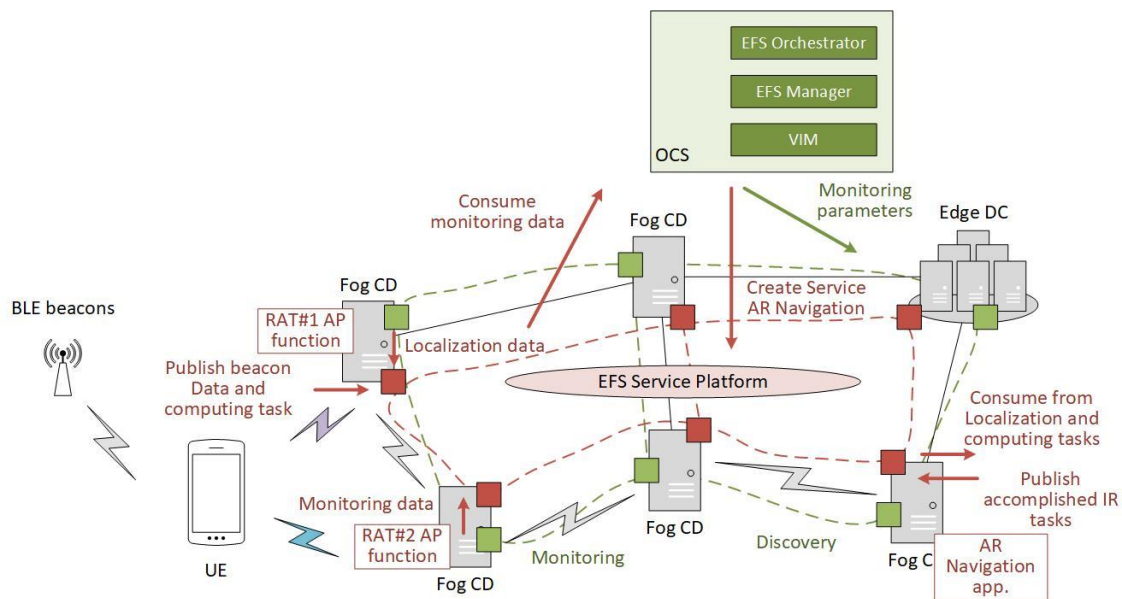 EFS Orchestrator
EFS Manager
VIM
OCS
Consume
monitoring data
Monitoring
parameters
Fog CD
Edge DC
Fog CD
BLE beacons
RAT#1 AP
function
Localization data
Create Service
AR Navigation
Publish beacon
Data and
computing task
EFS Service Platform
Consume from
Localization and
computing tasks
Monitoring data
Publish
accomplished IR
tasks
RAT#2 AP
function
Fog CD
Monitoring
Discovery
UE
Fog CD
Fog C
AR
Navigation
app.